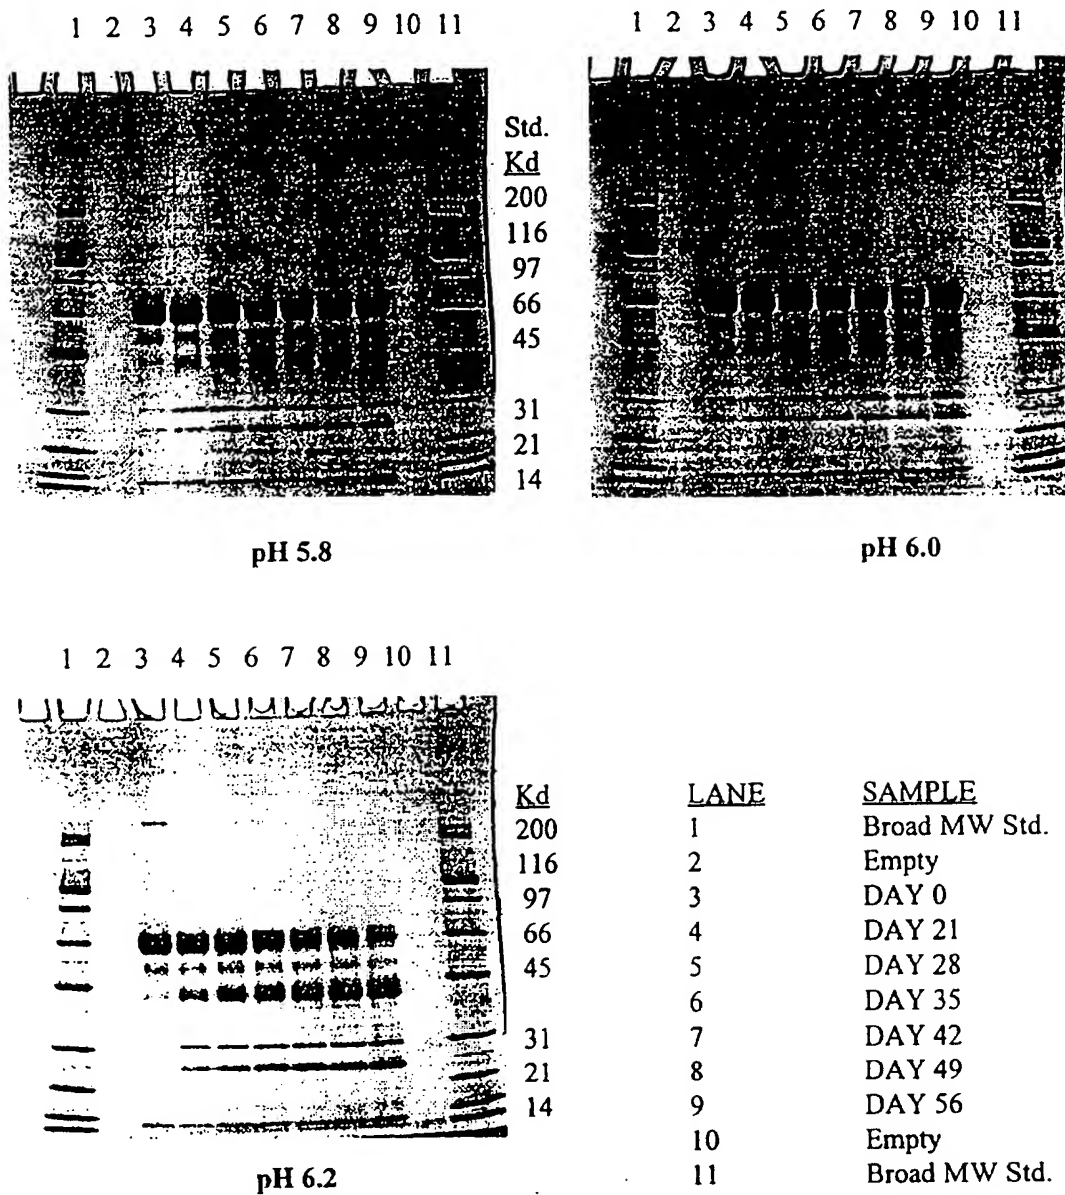 1 2 3 4 5 6 7 8 9 10 11
1 2 3 4 5 6 7 8 9 10 11
Std.
Kd
200
116
97
66
45
31
21
14
pH 5.8
pH 6.0
1 2 3 4 5 6 7 8 9 10 11
Kd
200
116
97
66
45
31
21
14
pH 6.2
LANE SAMPLE
1 Broad MW Std.
2 Empty
3 DAY 0
4 DAY 21
5 DAY 28
6 DAY 35
7 DAY 42
8 DAY 49
9 DAY 56
10 Empty
11 Broad MW Std.